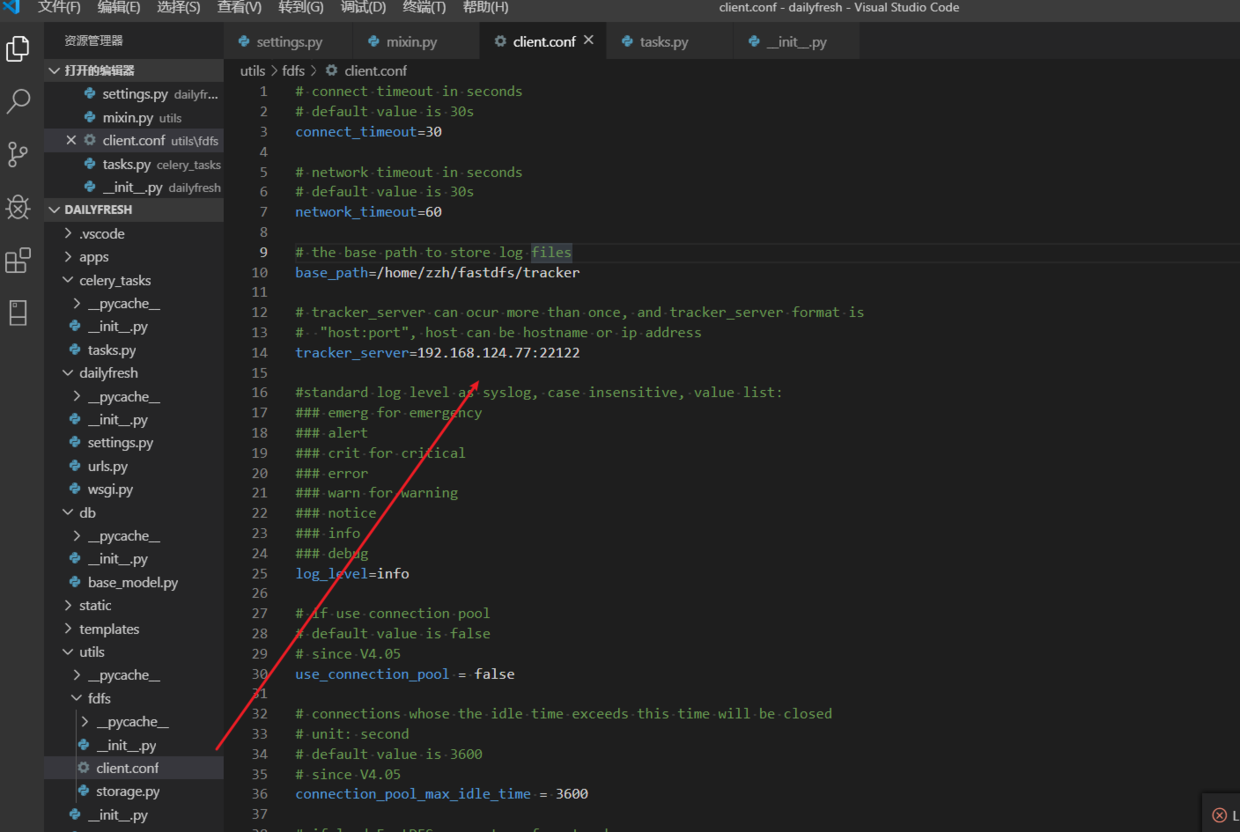 文件(F) 编辑(E) 选择(S) 查看(V) 转到(G) 调试(D) 终端(T) 帮助(H) client.conf - dailyfresh - Visual Studio Code
资源管理器
打开的编辑器
settings.py dailyfr...
mixin.py utils
client.conf utils\fdfs
tasks.py celery_tasks
__init__.py dailyfresh
DAILYFRESH
.vscode
apps
celery_tasks
__pycache__
__init__.py
tasks.py
dailyfresh
__pycache__
__init__.py
settings.py
urls.py
wsgi.py
db
__pycache__
__init__.py
base_model.py
static
templates
utils
__pycache__
fdfs
__pycache__
__init__.py
client.conf
storage.py
__init__.py
settings.py mixin.py client.conf tasks.py __init__.py
utils > fdfs > client.conf
1 # connect timeout in seconds
2 # default value is 30s
3 connect_timeout=30
4
5 # network timeout in seconds
6 # default value is 30s
7 network_timeout=60
8
9 # the base path to store log files
10 base_path=/home/zzh/fastdfs/tracker
11
12 # tracker_server can ocur more than once, and tracker_server format is
13 #  "host:port", host can be hostname or ip address
14 tracker_server=192.168.124.77:22122
15
16 #standard log level as syslog, case insensitive, value list:
17 ### emerg for emergency
18 ### alert
19 ### crit for critical
20 ### error
21 ### warn for warning
22 ### notice
23 ### info
24 ### debug
25 log_level=info
26
27 # if use connection pool
28 # default value is false
29 # since V4.05
30 use_connection_pool = false
31
32 # connections whose the idle time exceeds this time will be closed
33 # unit: second
34 # default value is 3600
35 # since V4.05
36 connection_pool_max_idle_time = 3600
37